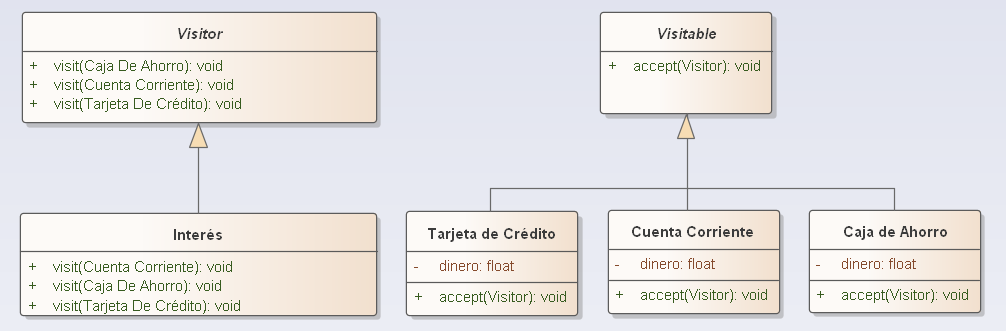 Visitor
+ visit(Caja De Ahorro): void
+ visit(Cuenta Corriente): void
+ visit(Tarjeta De Crédito): void
Visitable
+ accept(Visitor): void
Interés
+ visit(Cuenta Corriente): void
+ visit(Caja De Ahorro): void
+ visit(Tarjeta De Crédito): void
Tarjeta de Crédito
- dinero: float
+ accept(Visitor): void
Cuenta Corriente
- dinero: float
+ accept(Visitor): void
Caja de Ahorro
- dinero: float
+ accept(Visitor): void